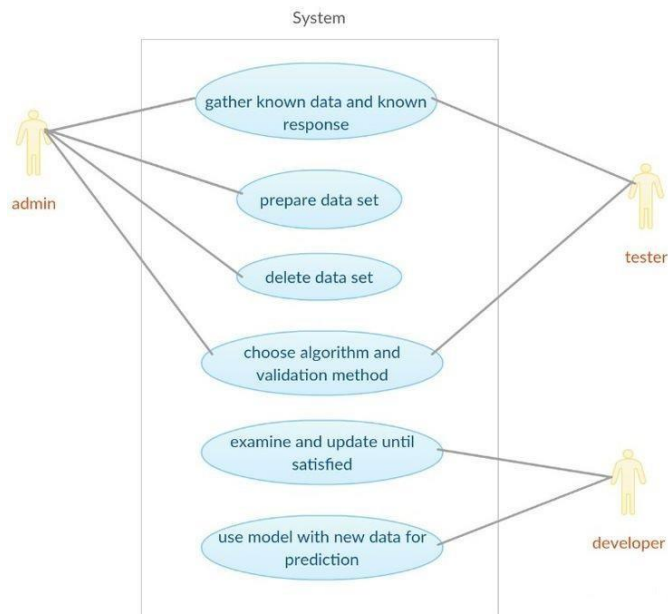 System
gather known data and known
response
admin
prepare data set
tester
delete data set
choose algorithm and
validation method
examine and update until
satisfied
developer
use model with new data for
prediction